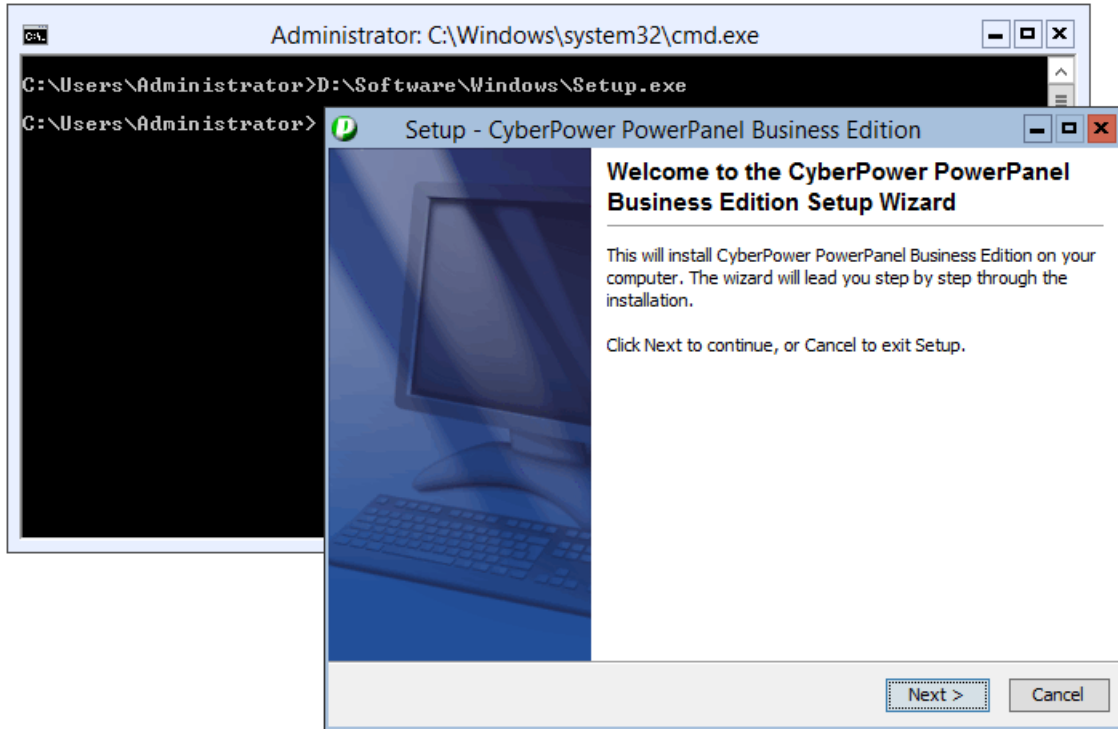 Administrator: C:\Windows\system32\cmd.exe
C:\Users\Administrator>D:\Software\Windows\Setup.exe
C:\Users\Administrator>
Setup - CyberPower PowerPanel Business Edition
Welcome to the CyberPower PowerPanel
Business Edition Setup Wizard
This will install CyberPower PowerPanel Business Edition on your
computer. The wizard will lead you step by step through the
installation.
Click Next to continue, or Cancel to exit Setup.
Next >
Cancel